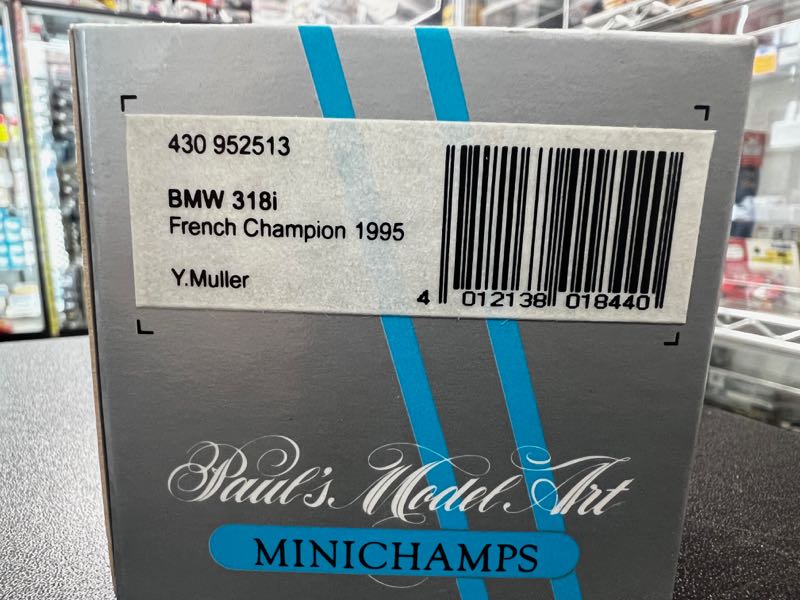 430 952513
BMW 318i
French Champion 1995
Y.Muller
4 012138 018440
Paul's Model Art
MINICHAMPS